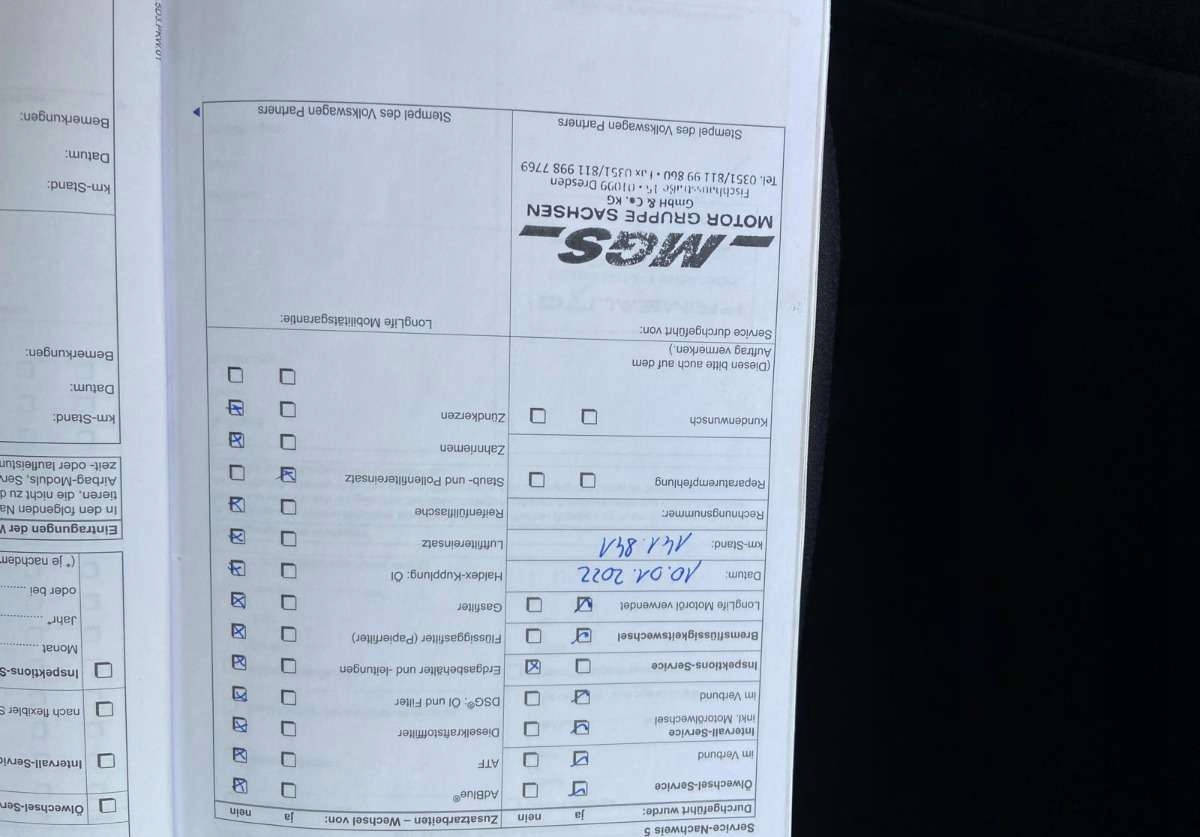 Service-Nachweis 5
Durchgeführt wurde: ja nein
Ölwechsel-Service
im Verbund
Intervall-Service
inkl. Motorölwechsel
im Verbund
Inspektions-Service
Bremsflüssigkeitswechsel
LongLife Motoröl verwendet
Datum: 10.01.2022
km-Stand: 141.841
Rechnungsnummer:
Reparaturempfehlung
Kundenwunsch
(Diesen bitte auch auf dem
Auftrag vermerken.)
Service durchgeführt von:
MGS
MOTOR GRUPPE SACHSEN
GmbH & Co. KG
Fischhausstraße 15 • 01099 Dresden
Tel. 0351/811 99 860 • Fax 0351/811 998 7769
Stempel des Volkswagen Partners
Zusatzarbeiten – Wechsel von: ja nein
AdBlue®
ATF
Dieselkraftstofffilter
DSG®: Öl und Filter
Erdgasbehälter und -leitungen
Flüssiggasfilter (Papierfilter)
Gasfilter
Haldex-Kupplung: Öl
Luftfiltereinsatz
Reifenfüllflasche
Staub- und Pollenfiltereinsatz
Zahnriemen
Zündkerzen
LongLife Mobilitätsgarantie:
Stempel des Volkswagen Partners
Ölwechsel-Ser
Intervall-Servic
nach flexibler S
Inspektions-S
Monat
Jahr*
oder bei
(* je nachdem
Eintragungen der W
In den folgenden Na
tieren, die nicht zu d
Airbag-Moduls, Serv
zeit- oder laufleistun
km-Stand:
Datum:
Bemerkungen:
km-Stand:
Datum:
Bemerkungen: